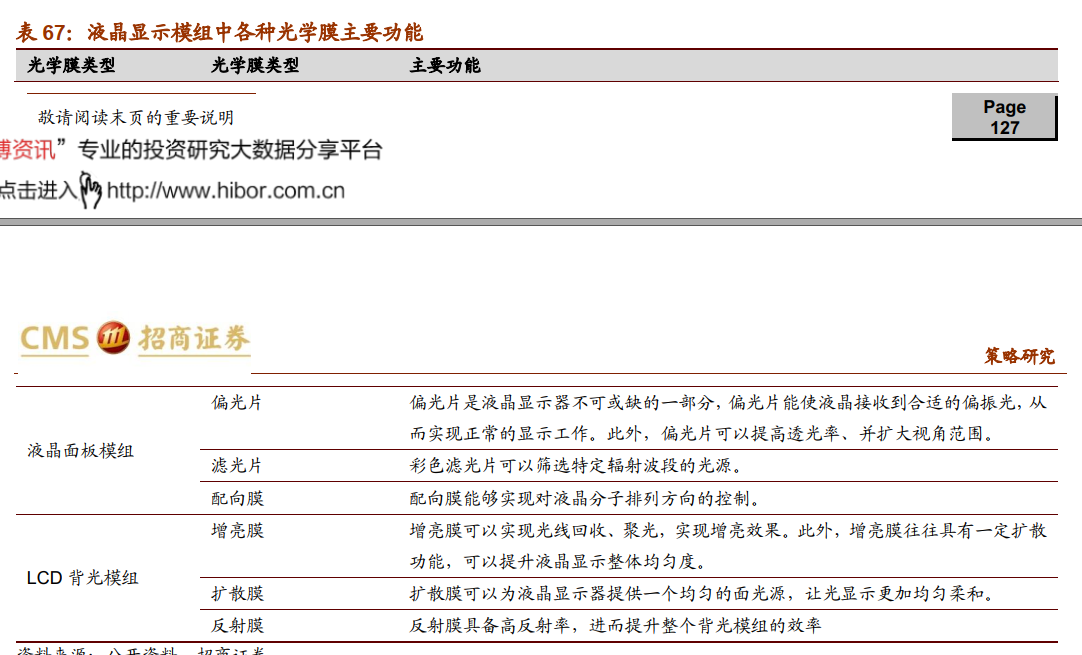 表 67：液晶显示模组中各种光学膜主要功能
光学膜类型 光学膜类型 主要功能
敬请阅读末页的重要说明
Page
127
博资讯”专业的投资研究大数据分享平台
点击进入 http://www.hibor.com.cn
CMS 招商证券
策略研究
液晶面板模组
偏光片 偏光片是液晶显示器不可或缺的一部分，偏光片能使液晶接收到合适的偏振光，从
而实现正常的显示工作。此外，偏光片可以提高透光率、并扩大视角范围。
滤光片 彩色滤光片可以筛选特定辐射波段的光源。
配向膜 配向膜能够实现对液晶分子排列方向的控制。
LCD 背光模组
增亮膜 增亮膜可以实现光线回收、聚光，实现增亮效果。此外，增亮膜往往具有一定扩散
功能，可以提升液晶显示整体均匀度。
扩散膜 扩散膜可以为液晶显示器提供一个均匀的面光源，让光显示更加均匀柔和。
反射膜 反射膜具备高反射率，进而提升整个背光模组的效率
资料来源：公开资料、招商证券